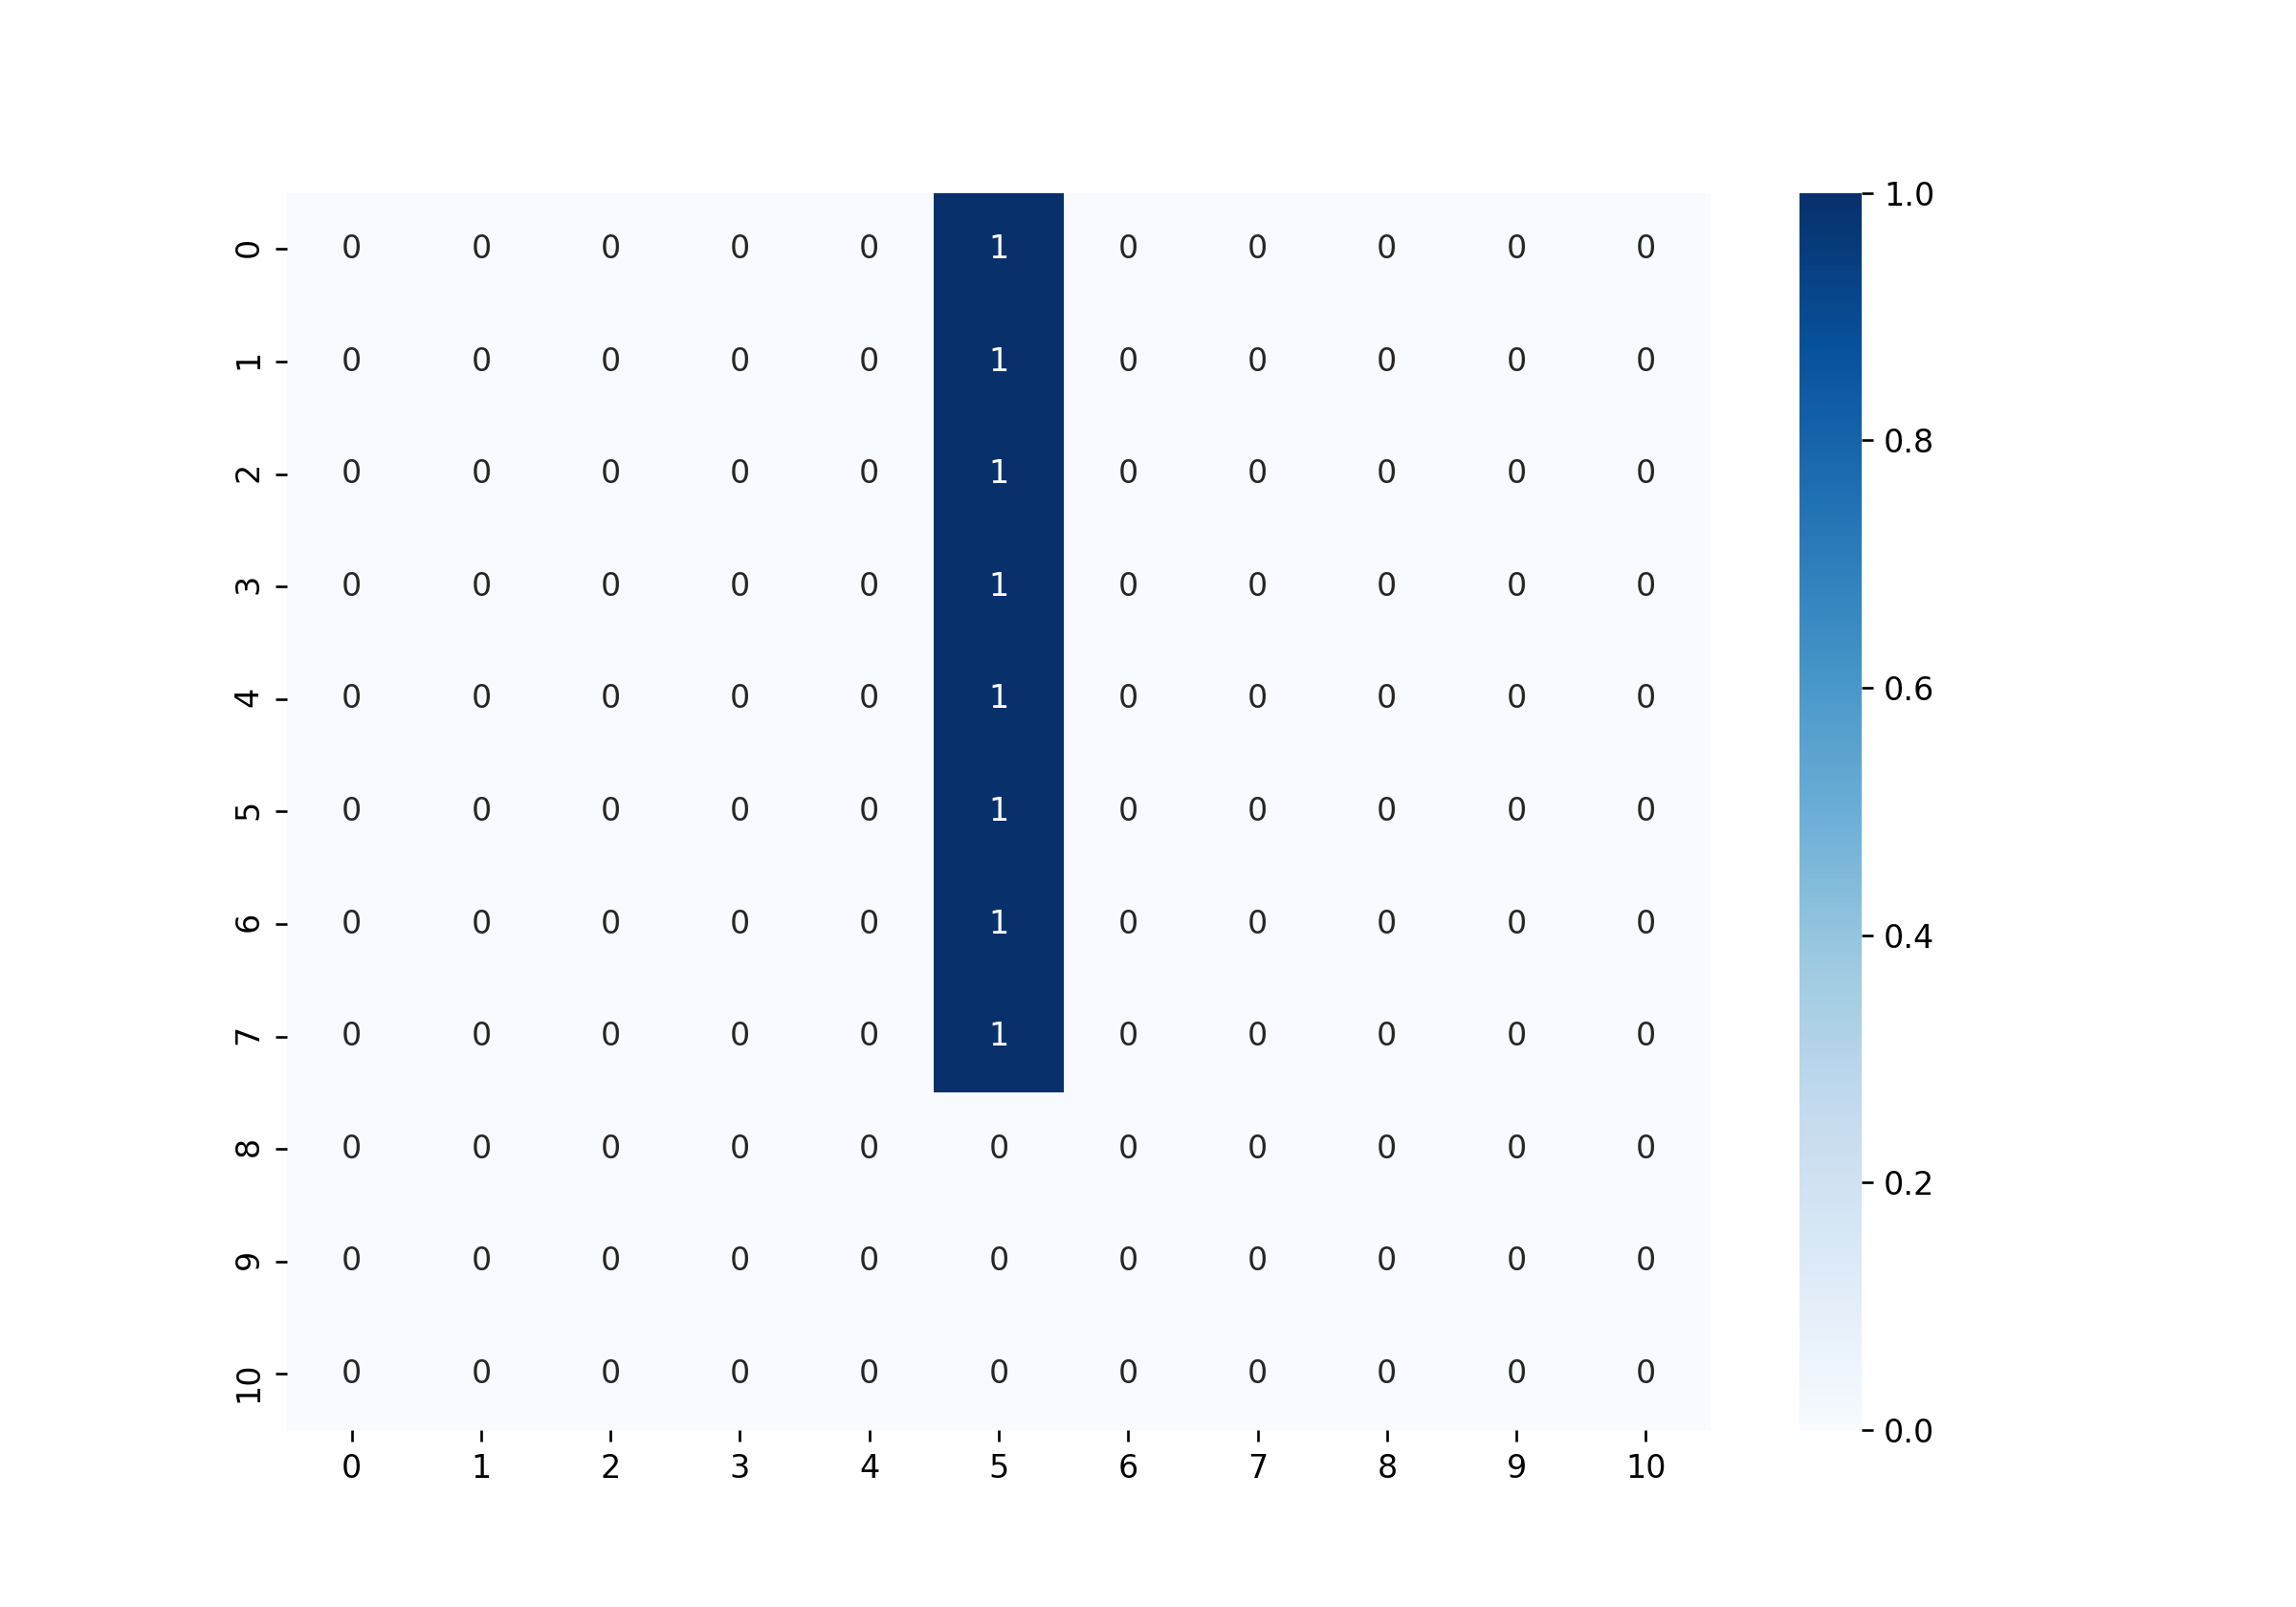 1.0
0 0 0 0 0 0 1 0 0 0 0 0
1 0 0 0 0 0 1 0 0 0 0 0
0.8
2 0 0 0 0 0 1 0 0 0 0 0
3 0 0 0 0 0 1 0 0 0 0 0
0.6
4 0 0 0 0 0 1 0 0 0 0 0
5 0 0 0 0 0 1 0 0 0 0 0
6 0 0 0 0 0 1 0 0 0 0 0
0.4
7 0 0 0 0 0 1 0 0 0 0 0
8 0 0 0 0 0 0 0 0 0 0 0
0.2
9 0 0 0 0 0 0 0 0 0 0 0
10 0 0 0 0 0 0 0 0 0 0 0
0.0
0 1 2 3 4 5 6 7 8 9 10